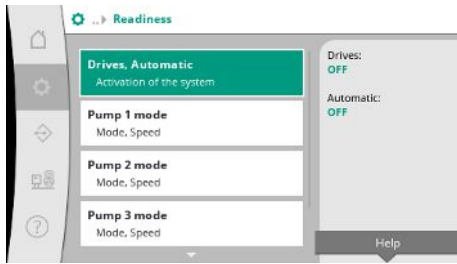 ..▸ Readiness
Drives, Automatic
Activation of the system
Pump 1 mode
Mode, Speed
Pump 2 mode
Mode, Speed
Pump 3 mode
Mode, Speed
Drives:
OFF
Automatic:
OFF
Help
?